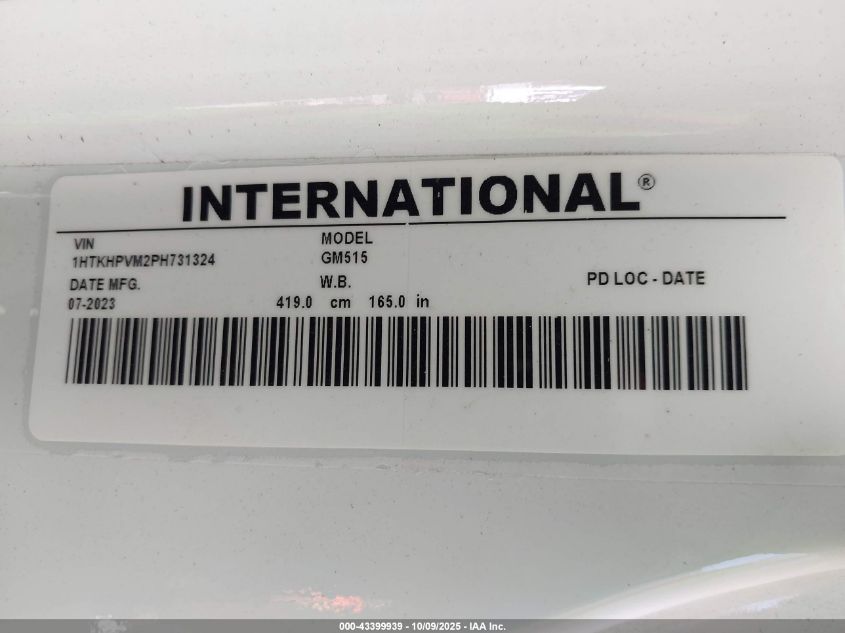 INTERNATIONAL®
VIN
1HTKHPVM2PH731324
MODEL
GM515
DATE MFG.
07-2023
W.B.
419.0 cm 165.0 in
PD LOC - DATE
000-43399939 - 10/09/2025 - IAA Inc.